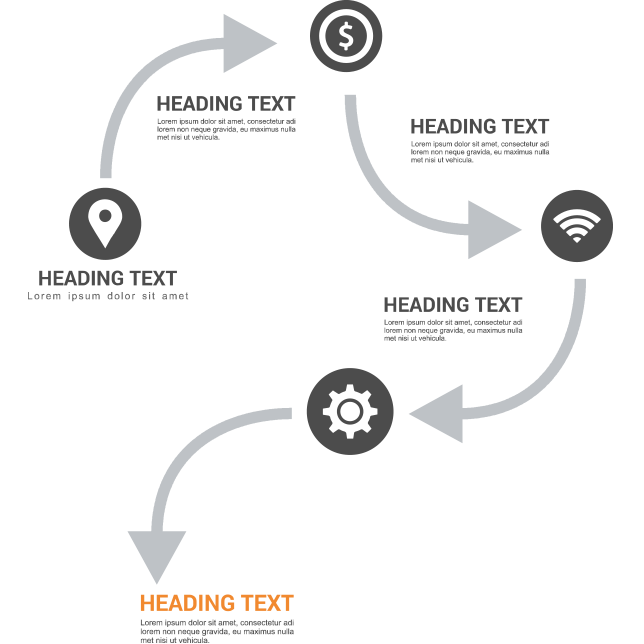 $
HEADING TEXT
Lorem ipsum dolor sit amet, consectetur adi
lorem non neque gravida, eu maximus nulla
met nisi ut vehicula.
HEADING TEXT
Lorem ipsum dolor sit amet, consectetur adi
lorem non neque gravida, eu maximus nulla
met nisi ut vehicula.
HEADING TEXT
Lorem ipsum dolor sit amet
HEADING TEXT
Lorem ipsum dolor sit amet, consectetur adi
lorem non neque gravida, eu maximus nulla
met nisi ut vehicula.
HEADING TEXT
Lorem ipsum dolor sit amet, consectetur adi
lorem non neque gravida, eu maximus nulla
met nisi ut vehicula.